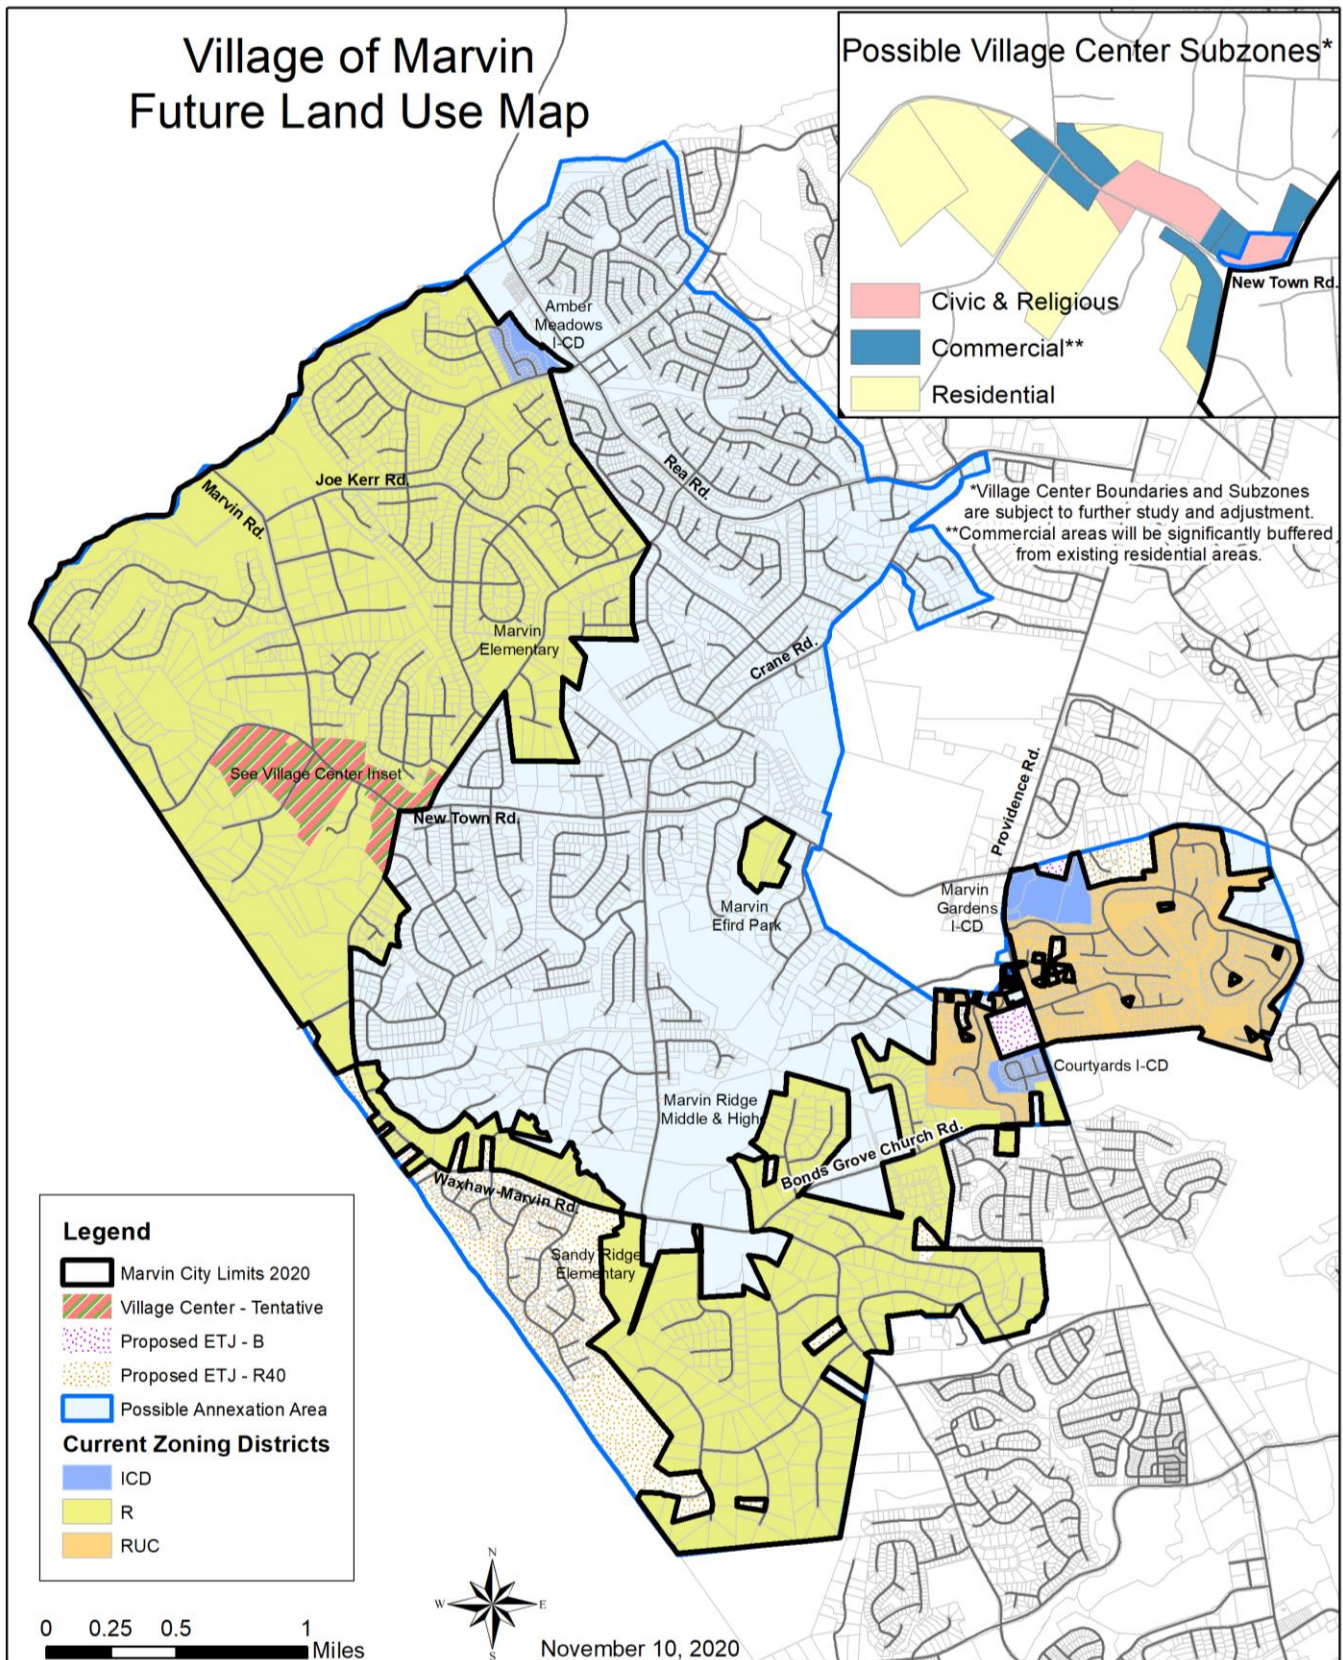 Village of Marvin
Future Land Use Map
Possible Village Center Subzones*
New Town Rd.
Civic & Religious
Commercial**
Residential
*Village Center Boundaries and Subzones
are subject to further study and adjustment.
**Commercial areas will be significantly buffered
from existing residential areas.
Amber
Meadows
I-CD
Joe Kerr Rd.
Marvin Rd.
Rea Rd.
Marvin
Elementary
Crane Rd.
See Village Center Inset
New Town Rd.
Providence Rd.
Marvin
Efird Park
Marvin
Gardens
I-CD
Courtyards I-CD
Marvin Ridge
Middle & High
Bonds Grove Church Rd.
Waxhaw-Marvin Rd.
Sandy Ridge
Elementary
Legend
Marvin City Limits 2020
Village Center - Tentative
Proposed ETJ - B
Proposed ETJ - R40
Possible Annexation Area
Current Zoning Districts
ICD
R
RUC
0 0.25 0.5 1
Miles
N
W E
S
November 10, 2020